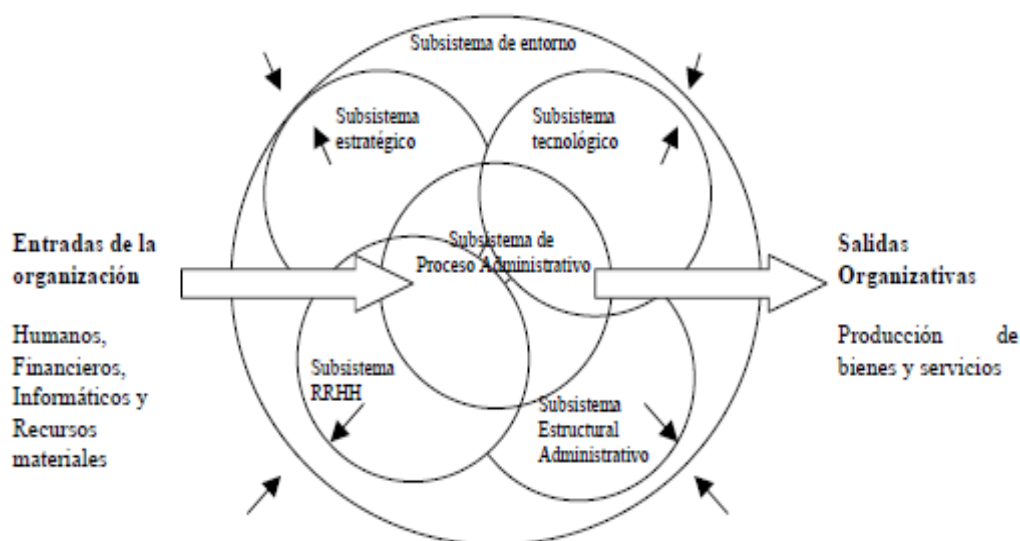 Subsistema de entorno
Subsistema
estratégico
Subsistema
tecnológico
Entradas de la
organización
Humanos,
Financieros,
Informáticos y
Recursos
materiales
Subsistema de
Proceso Administrativo
Subsistema
RRHH
Subsistema
Estructural
Administrativo
Salidas
Organizativas
Producción de
bienes y servicios